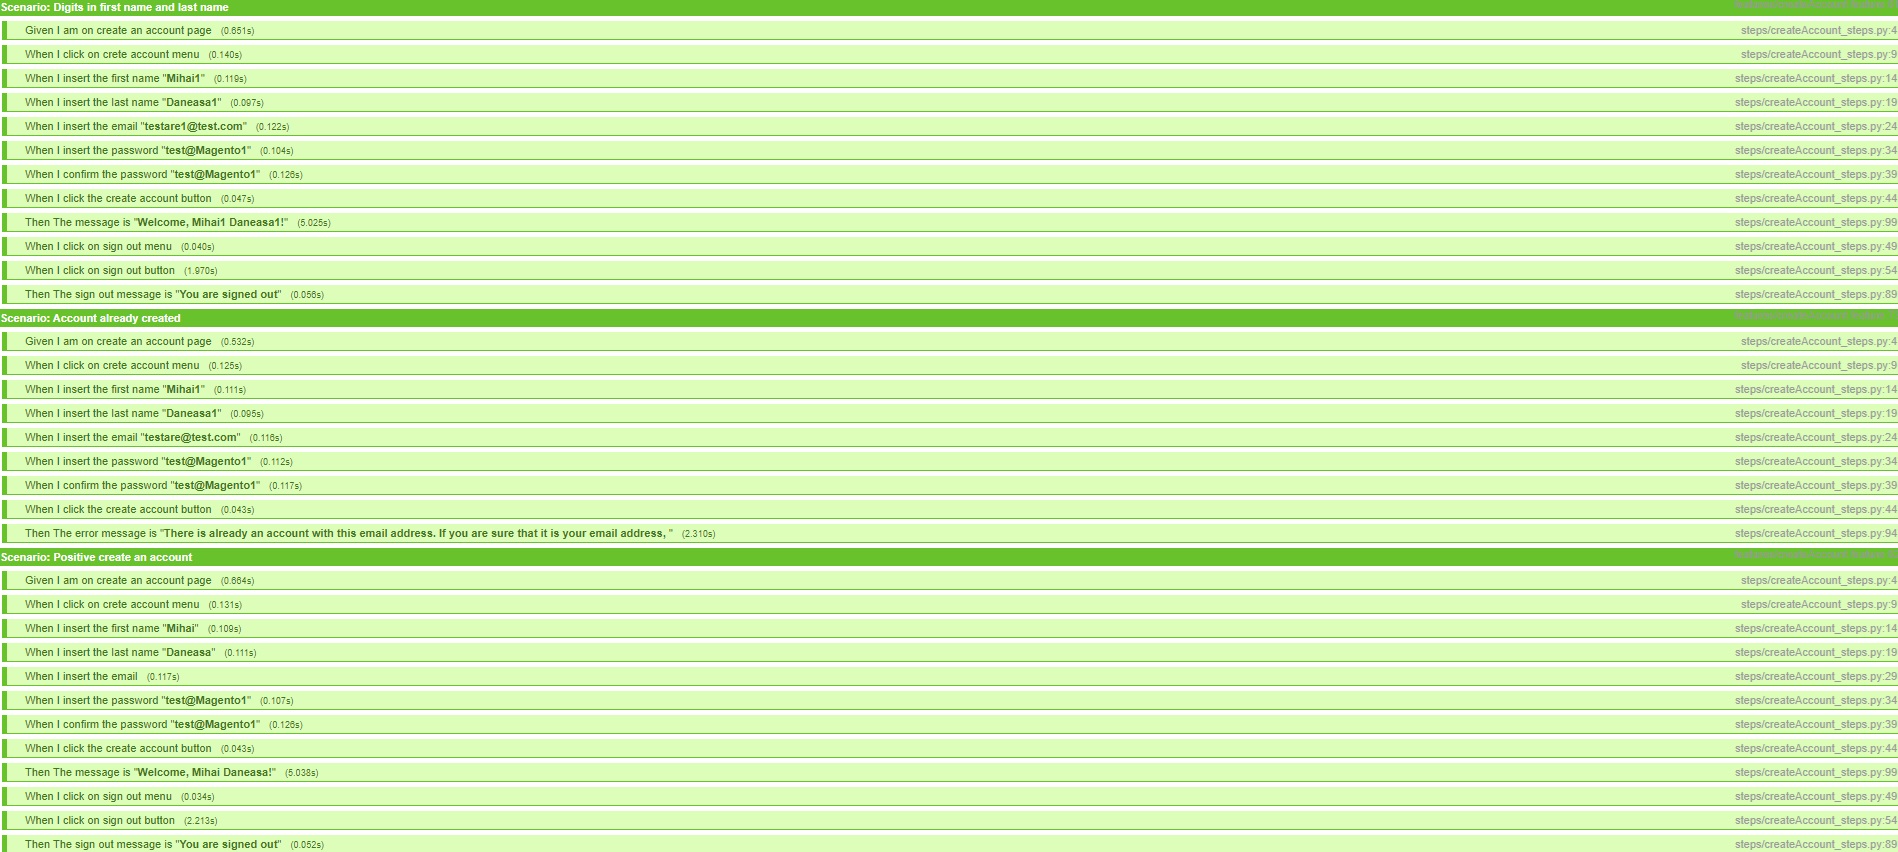 Scenario: Digits in first name and last name
Given I am on create an account page (0.651s) steps/createAccount_steps.py:4
When I click on crete account menu (0.140s) steps/createAccount_steps.py:9
When I insert the first name "Mihai1" (0.119s) steps/createAccount_steps.py:14
When I insert the last name "Daneasa1" (0.097s) steps/createAccount_steps.py:19
When I insert the email "testare1@test.com" (0.122s) steps/createAccount_steps.py:24
When I insert the password "test@Magento1" (0.104s) steps/createAccount_steps.py:34
When I confirm the password "test@Magento1" (0.126s) steps/createAccount_steps.py:39
When I click the create account button (0.047s) steps/createAccount_steps.py:44
Then The message is "Welcome, Mihai1 Daneasa1!" (5.025s) steps/createAccount_steps.py:99
When I click on sign out menu (0.040s) steps/createAccount_steps.py:49
When I click on sign out button (1.970s) steps/createAccount_steps.py:54
Then The sign out message is "You are signed out" (0.056s) steps/createAccount_steps.py:89
Scenario: Account already created
Given I am on create an account page (0.532s) steps/createAccount_steps.py:4
When I click on crete account menu (0.125s) steps/createAccount_steps.py:9
When I insert the first name "Mihai1" (0.111s) steps/createAccount_steps.py:14
When I insert the last name "Daneasa1" (0.095s) steps/createAccount_steps.py:19
When I insert the email "testare@test.com" (0.116s) steps/createAccount_steps.py:24
When I insert the password "test@Magento1" (0.112s) steps/createAccount_steps.py:34
When I confirm the password "test@Magento1" (0.117s) steps/createAccount_steps.py:39
When I click the create account button (0.043s) steps/createAccount_steps.py:44
Then The error message is "There is already an account with this email address. If you are sure that it is your email address, " (2.310s) steps/createAccount_steps.py:94
Scenario: Positive create an account
Given I am on create an account page (0.664s) steps/createAccount_steps.py:4
When I click on crete account menu (0.131s) steps/createAccount_steps.py:9
When I insert the first name "Mihai" (0.109s) steps/createAccount_steps.py:14
When I insert the last name "Daneasa" (0.111s) steps/createAccount_steps.py:19
When I insert the email (0.117s) steps/createAccount_steps.py:29
When I insert the password "test@Magento1" (0.107s) steps/createAccount_steps.py:34
When I confirm the password "test@Magento1" (0.126s) steps/createAccount_steps.py:39
When I click the create account button (0.043s) steps/createAccount_steps.py:44
Then The message is "Welcome, Mihai Daneasa!" (5.038s) steps/createAccount_steps.py:99
When I click on sign out menu (0.034s) steps/createAccount_steps.py:49
When I click on sign out button (2.213s) steps/createAccount_steps.py:54
Then The sign out message is "You are signed out" (0.052s) steps/createAccount_steps.py:89